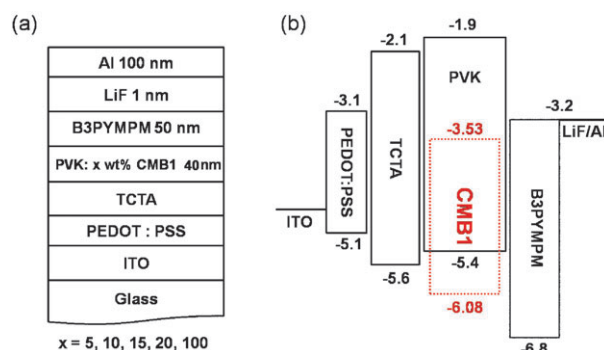 (a)
Al 100 nm
LiF 1 nm
B3PYMPM 50 nm
PVK: x wt% CMB1 40nm
TCTA
PEDOT : PSS
ITO
Glass
x = 5, 10, 15, 20, 100
(b)
-1.9
-2.1
PVK
-3.1
-3.2
-3.53
LiF/Al
PEDOT:PSS
TCTA
CMB1
B3PYMPM
ITO
-5.1
-5.4
-5.6
-6.08
-6.8